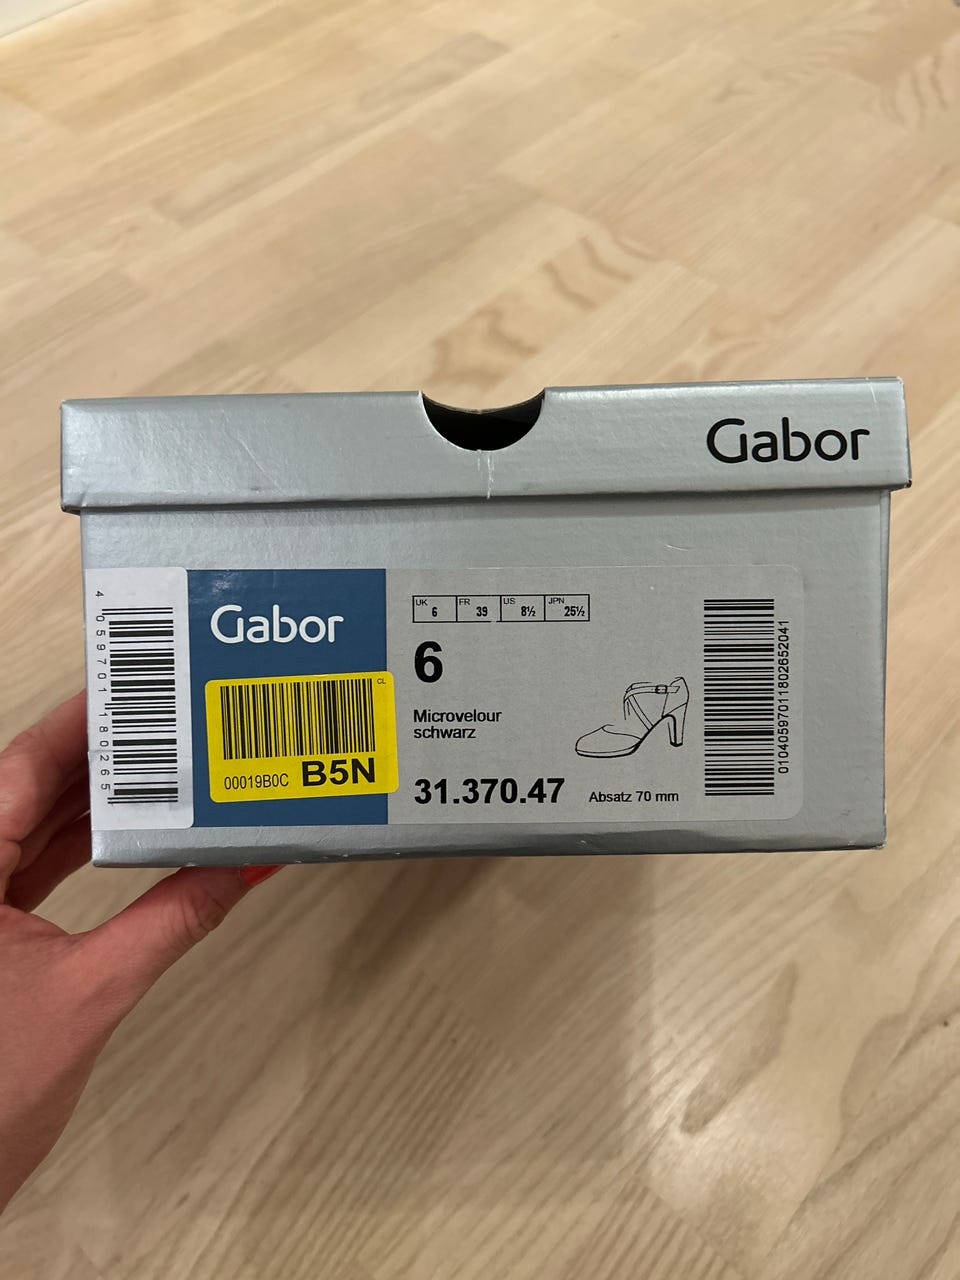 Gabor
4 059701 180265
Gabor
CL
00019B0C B5N
UK 6 FR 39 US 8½ JPN 25½
6
Microvelour
schwarz
31.370.47 Absatz 70 mm
01040597011802652041